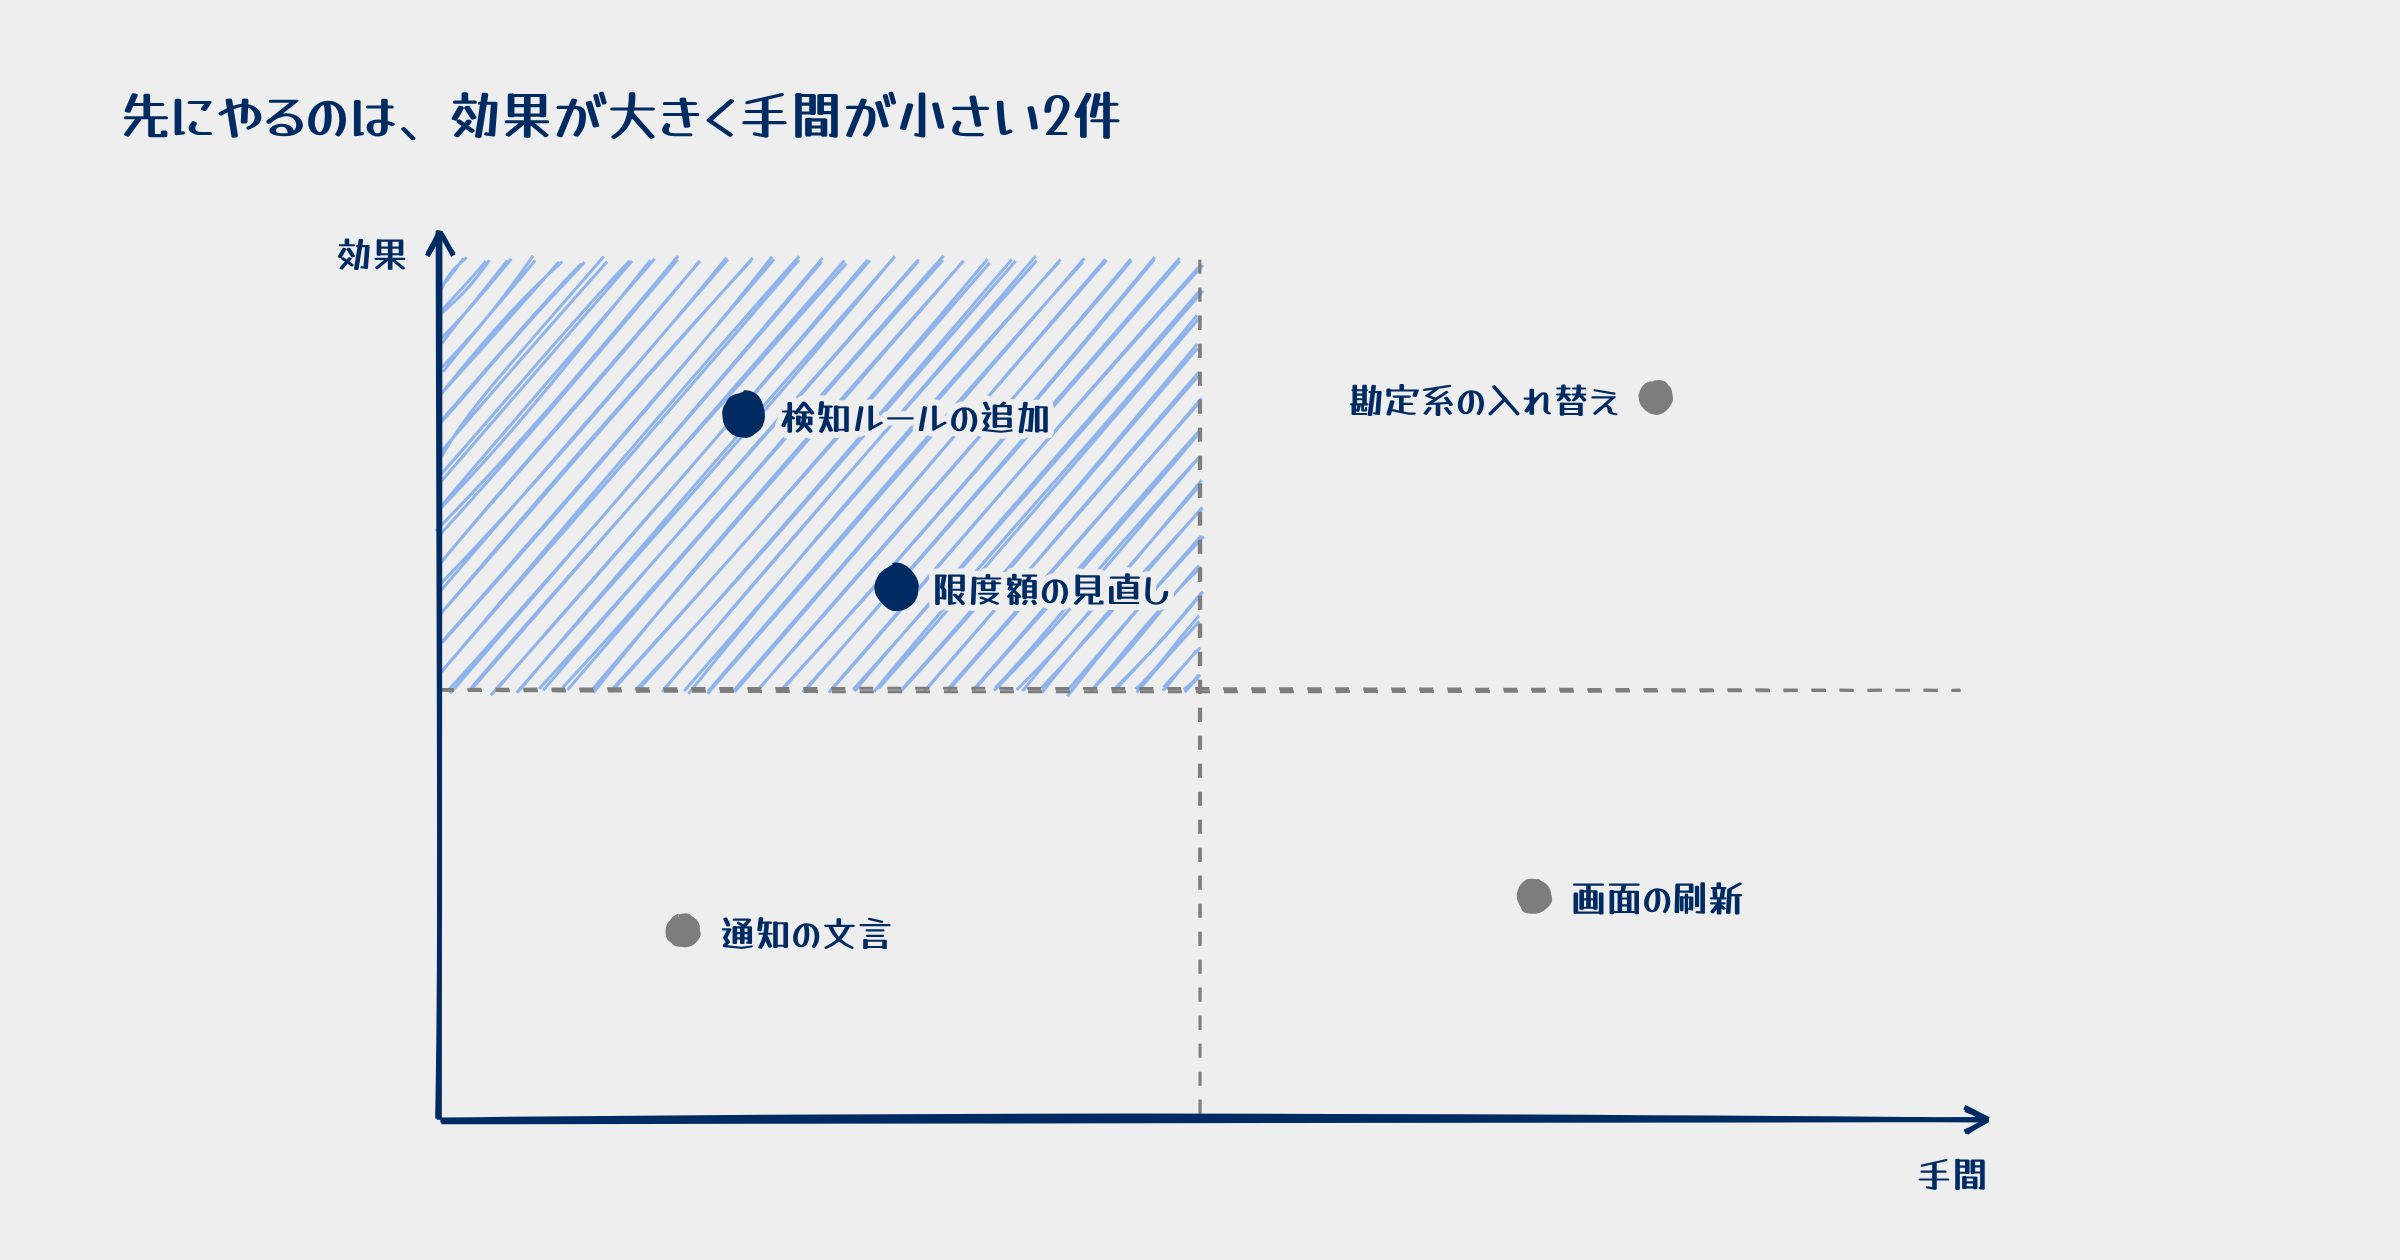 先にやるのは、効果が大きく手間が小さい2件
効果
検知ルールの追加
勘定系の入れ替え
限度額の見直し
通知の文言
画面の刷新
手間